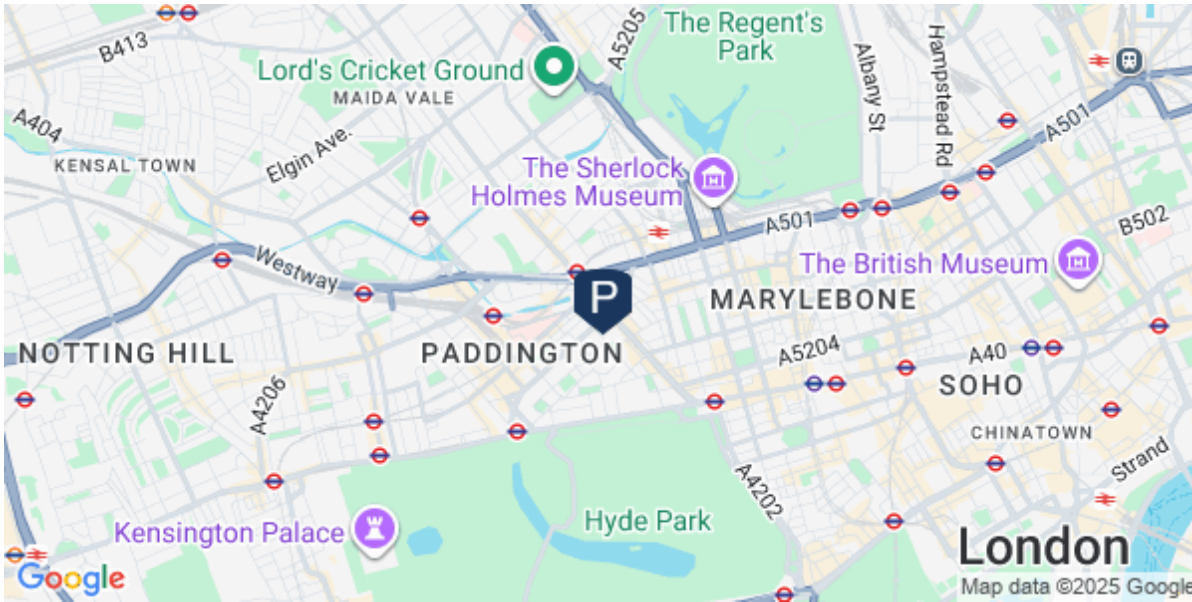 The Regent's
Park
B413
A5205
Lord's Cricket Ground
MAIDA VALE
Albany St
Hampstead Rd
A501
A404
KENSAL TOWN
Elgin Ave.
The Sherlock
Holmes Museum
A501
B502
Westway
The British Museum
P
MARYLEBONE
NOTTING HILL
PADDINGTON
A5204
A40
A4206
SOHO
CHINATOWN
Strand
A4202
Hyde Park
Kensington Palace
London
Google
Map data ©2025 Google